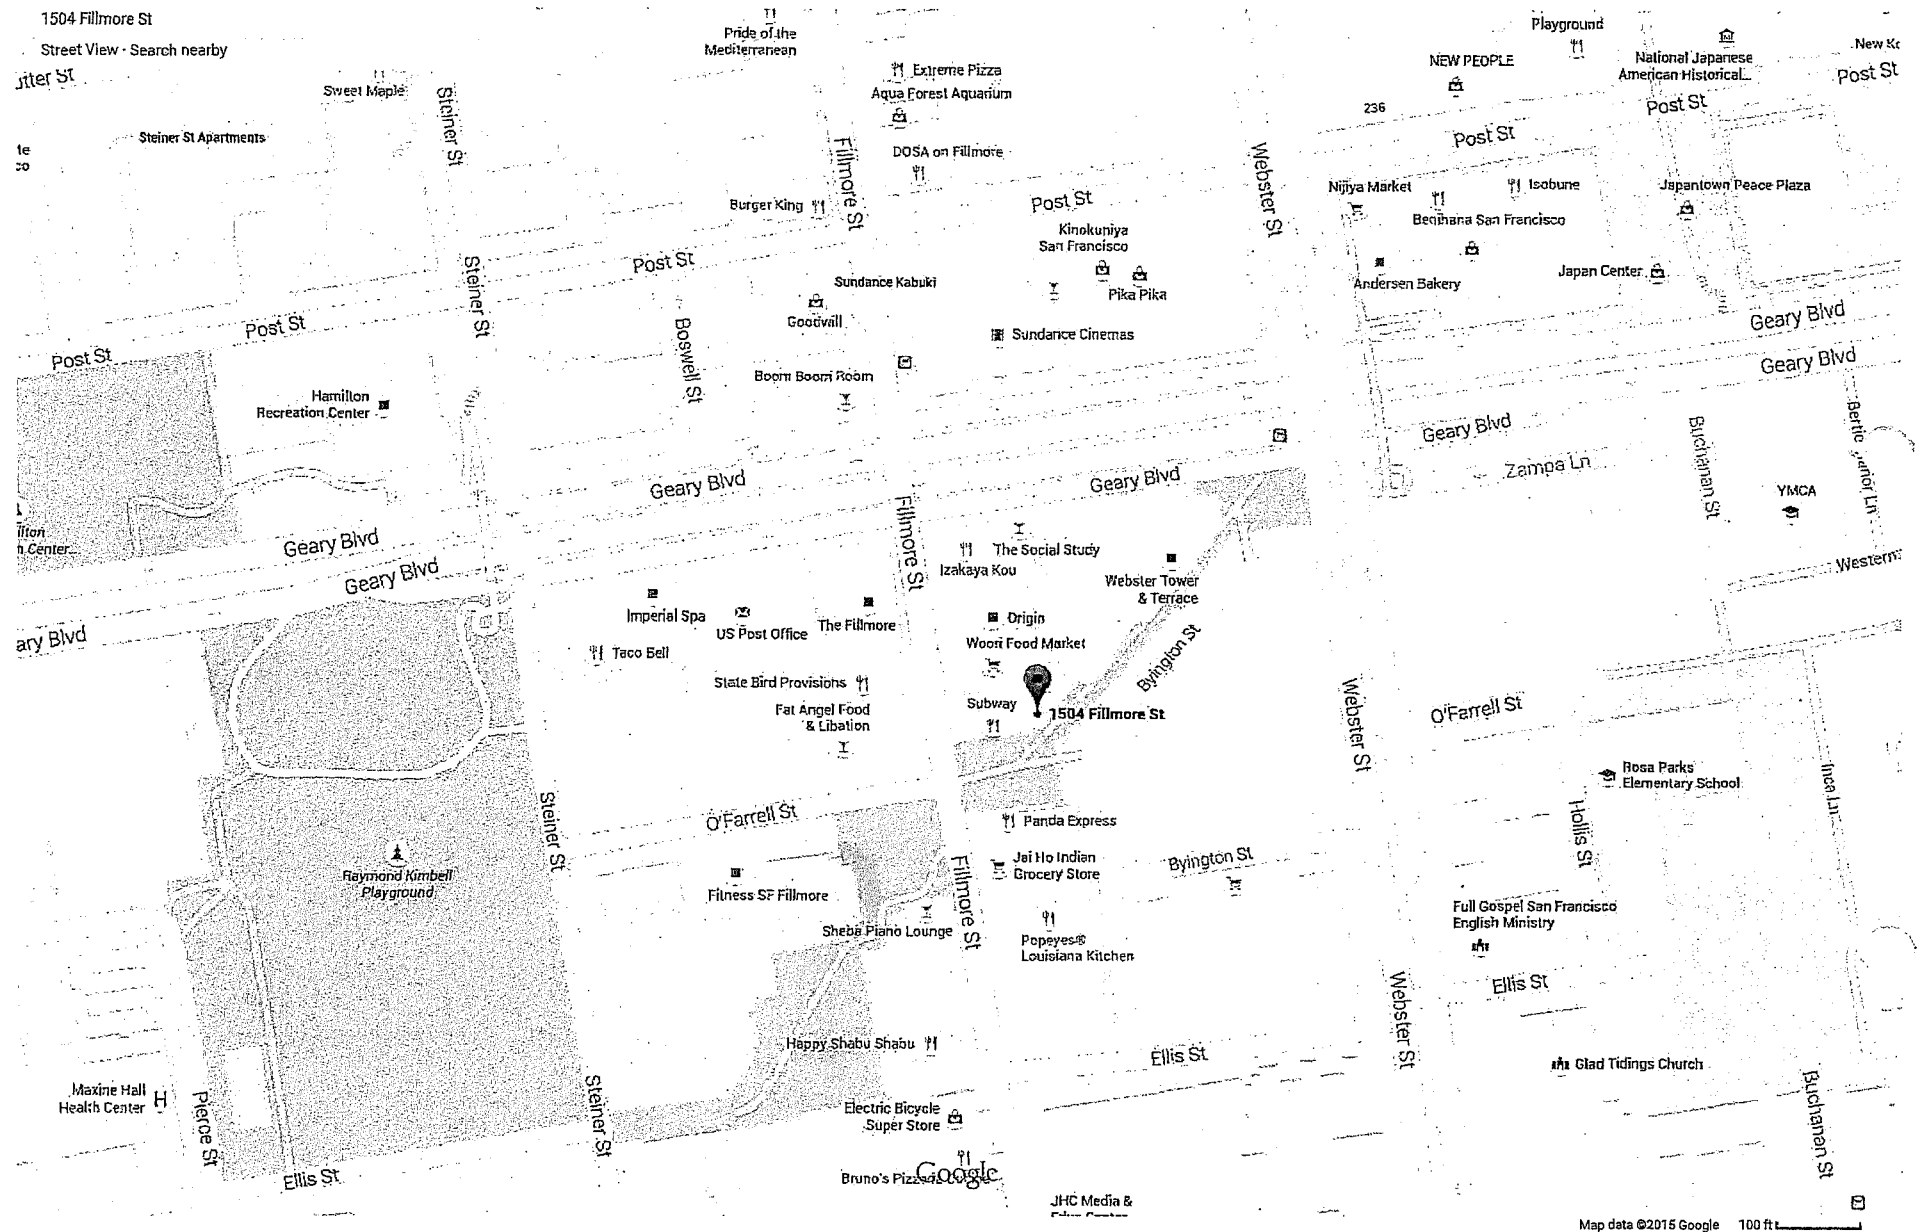 1504 Fillmore St
Street View · Search nearby
Pride of the
Mediterranean
Extreme Pizza
Aqua Forest Aquarium
DOSA on Fillmore
Playground
NEW PEOPLE
National Japanese
American Historical...
Post St
Post St
236
Post St
Sweet Maple
Steiner St
Steiner St Apartments
Fillmore St
Webster St
Nijiya Market
Isobune
Japantown Peace Plaza
Benihana San Francisco
Burger King
Post St
Kinokuniya
San Francisco
Pika Pika
Andersen Bakery
Japan Center
Steiner St
Post St
Sundance Kabuki
Goodwill
Sundance Cinemas
Geary Blvd
Geary Blvd
Post St
Post St
Boswell St
Boom Boom Room
Hamilton
Recreation Center
Geary Blvd
Zampa Ln
Buchanan St
YMCA
Geary Blvd
Geary Blvd
Fillmore St
Geary Blvd
Geary Blvd
The Social Study
Izakaya Kou
Webster Tower
& Terrace
Western
Imperial Spa
US Post Office
The Fillmore
Origin
Woori Food Market
Taco Bell
Byington St
ary Blvd
State Bird Provisions
Fat Angel Food
& Libation
Subway
1504 Fillmore St
Webster St
O'Farrell St
Rosa Parks
Elementary School
Inca Ln
Steiner St
O'Farrell St
Panda Express
Hollis St
Raymond Kimbell
Playground
Fitness SF Fillmore
Fillmore St
Jai Ho Indian
Grocery Store
Byington St
Sheba Piano Lounge
Popeyes®
Louisiana Kitchen
Full Gospel San Francisco
English Ministry
Ellis St
Webster St
Happy Shabu Shabu
Ellis St
Glad Tidings Church
Maxine Hall
Health Center
H
Pierce St
Steiner St
Electric Bicycle
Super Store
Buchanan St
Ellis St
Google
JHC Media &
Map data ©2015 Google 100 ft